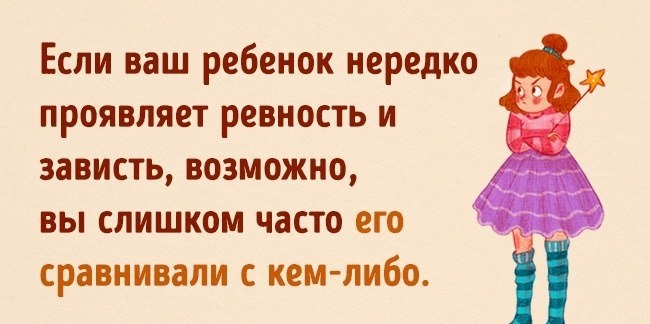 Если ваш ребенок нередко
проявляет ревность и
зависть, возможно,
вы слишком часто его
сравнивали с кем-либо.